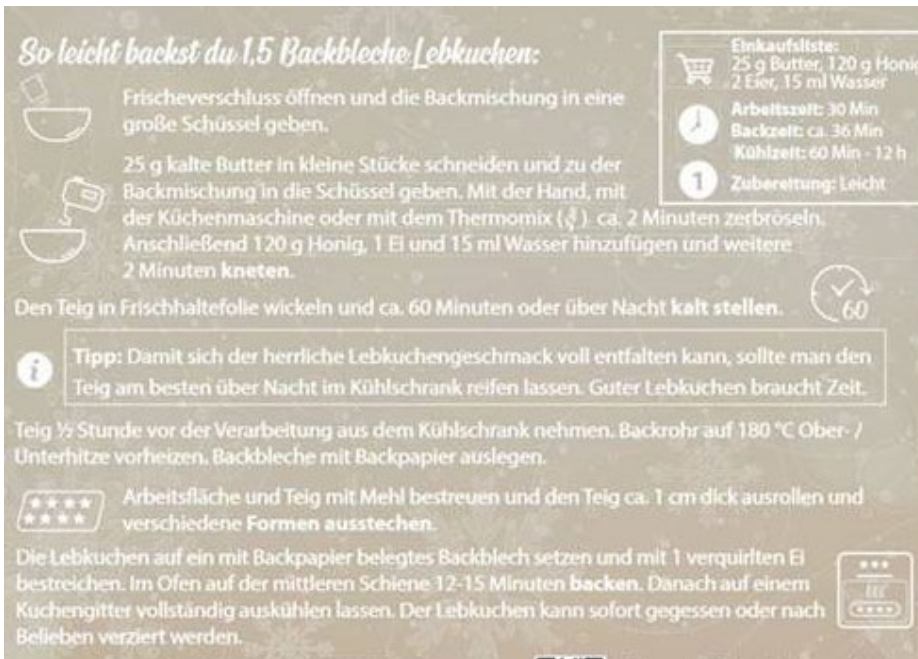 So leicht backst du 1,5 Backbleche Lebkuchen:
Einkaufsliste:
25 g Butter, 120 g Honig
2 Eier, 15 ml Wasser
Arbeitszeit: 30 Min
Backzeit: ca. 36 Min
Kühlzeit: 60 Min - 12 h
1 Zubereitung: Leicht
Frischeverschluss öffnen und die Backmischung in eine
große Schüssel geben.
25 g kalte Butter in kleine Stücke schneiden und zu der
Backmischung in die Schüssel geben. Mit der Hand, mit
der Küchenmaschine oder mit dem Thermomix ( ) ca. 2 Minuten zerbröseln.
Anschließend 120 g Honig, 1 Ei und 15 ml Wasser hinzufügen und weitere
2 Minuten kneten.
Den Teig in Frischhaltefolie wickeln und ca. 60 Minuten oder über Nacht kalt stellen.
60
i
Tipp: Damit sich der herrliche Lebkuchengeschmack voll entfalten kann, sollte man den
Teig am besten über Nacht im Kühlschrank reifen lassen. Guter Lebkuchen braucht Zeit.
Teig ½ Stunde vor der Verarbeitung aus dem Kühlschrank nehmen. Backrohr auf 180 °C Ober- /
Unterhitze vorheizen. Backbleche mit Backpapier auslegen.
Arbeitsfläche und Teig mit Mehl bestreuen und den Teig ca. 1 cm dick ausrollen und
verschiedene Formen ausstechen.
Die Lebkuchen auf ein mit Backpapier belegtes Backblech setzen und mit 1 verquirlten Ei
bestreichen. Im Ofen auf der mittleren Schiene 12-15 Minuten backen. Danach auf einem
Kuchengitter vollständig auskühlen lassen. Der Lebkuchen kann sofort gegessen oder nach
Belieben verziert werden.